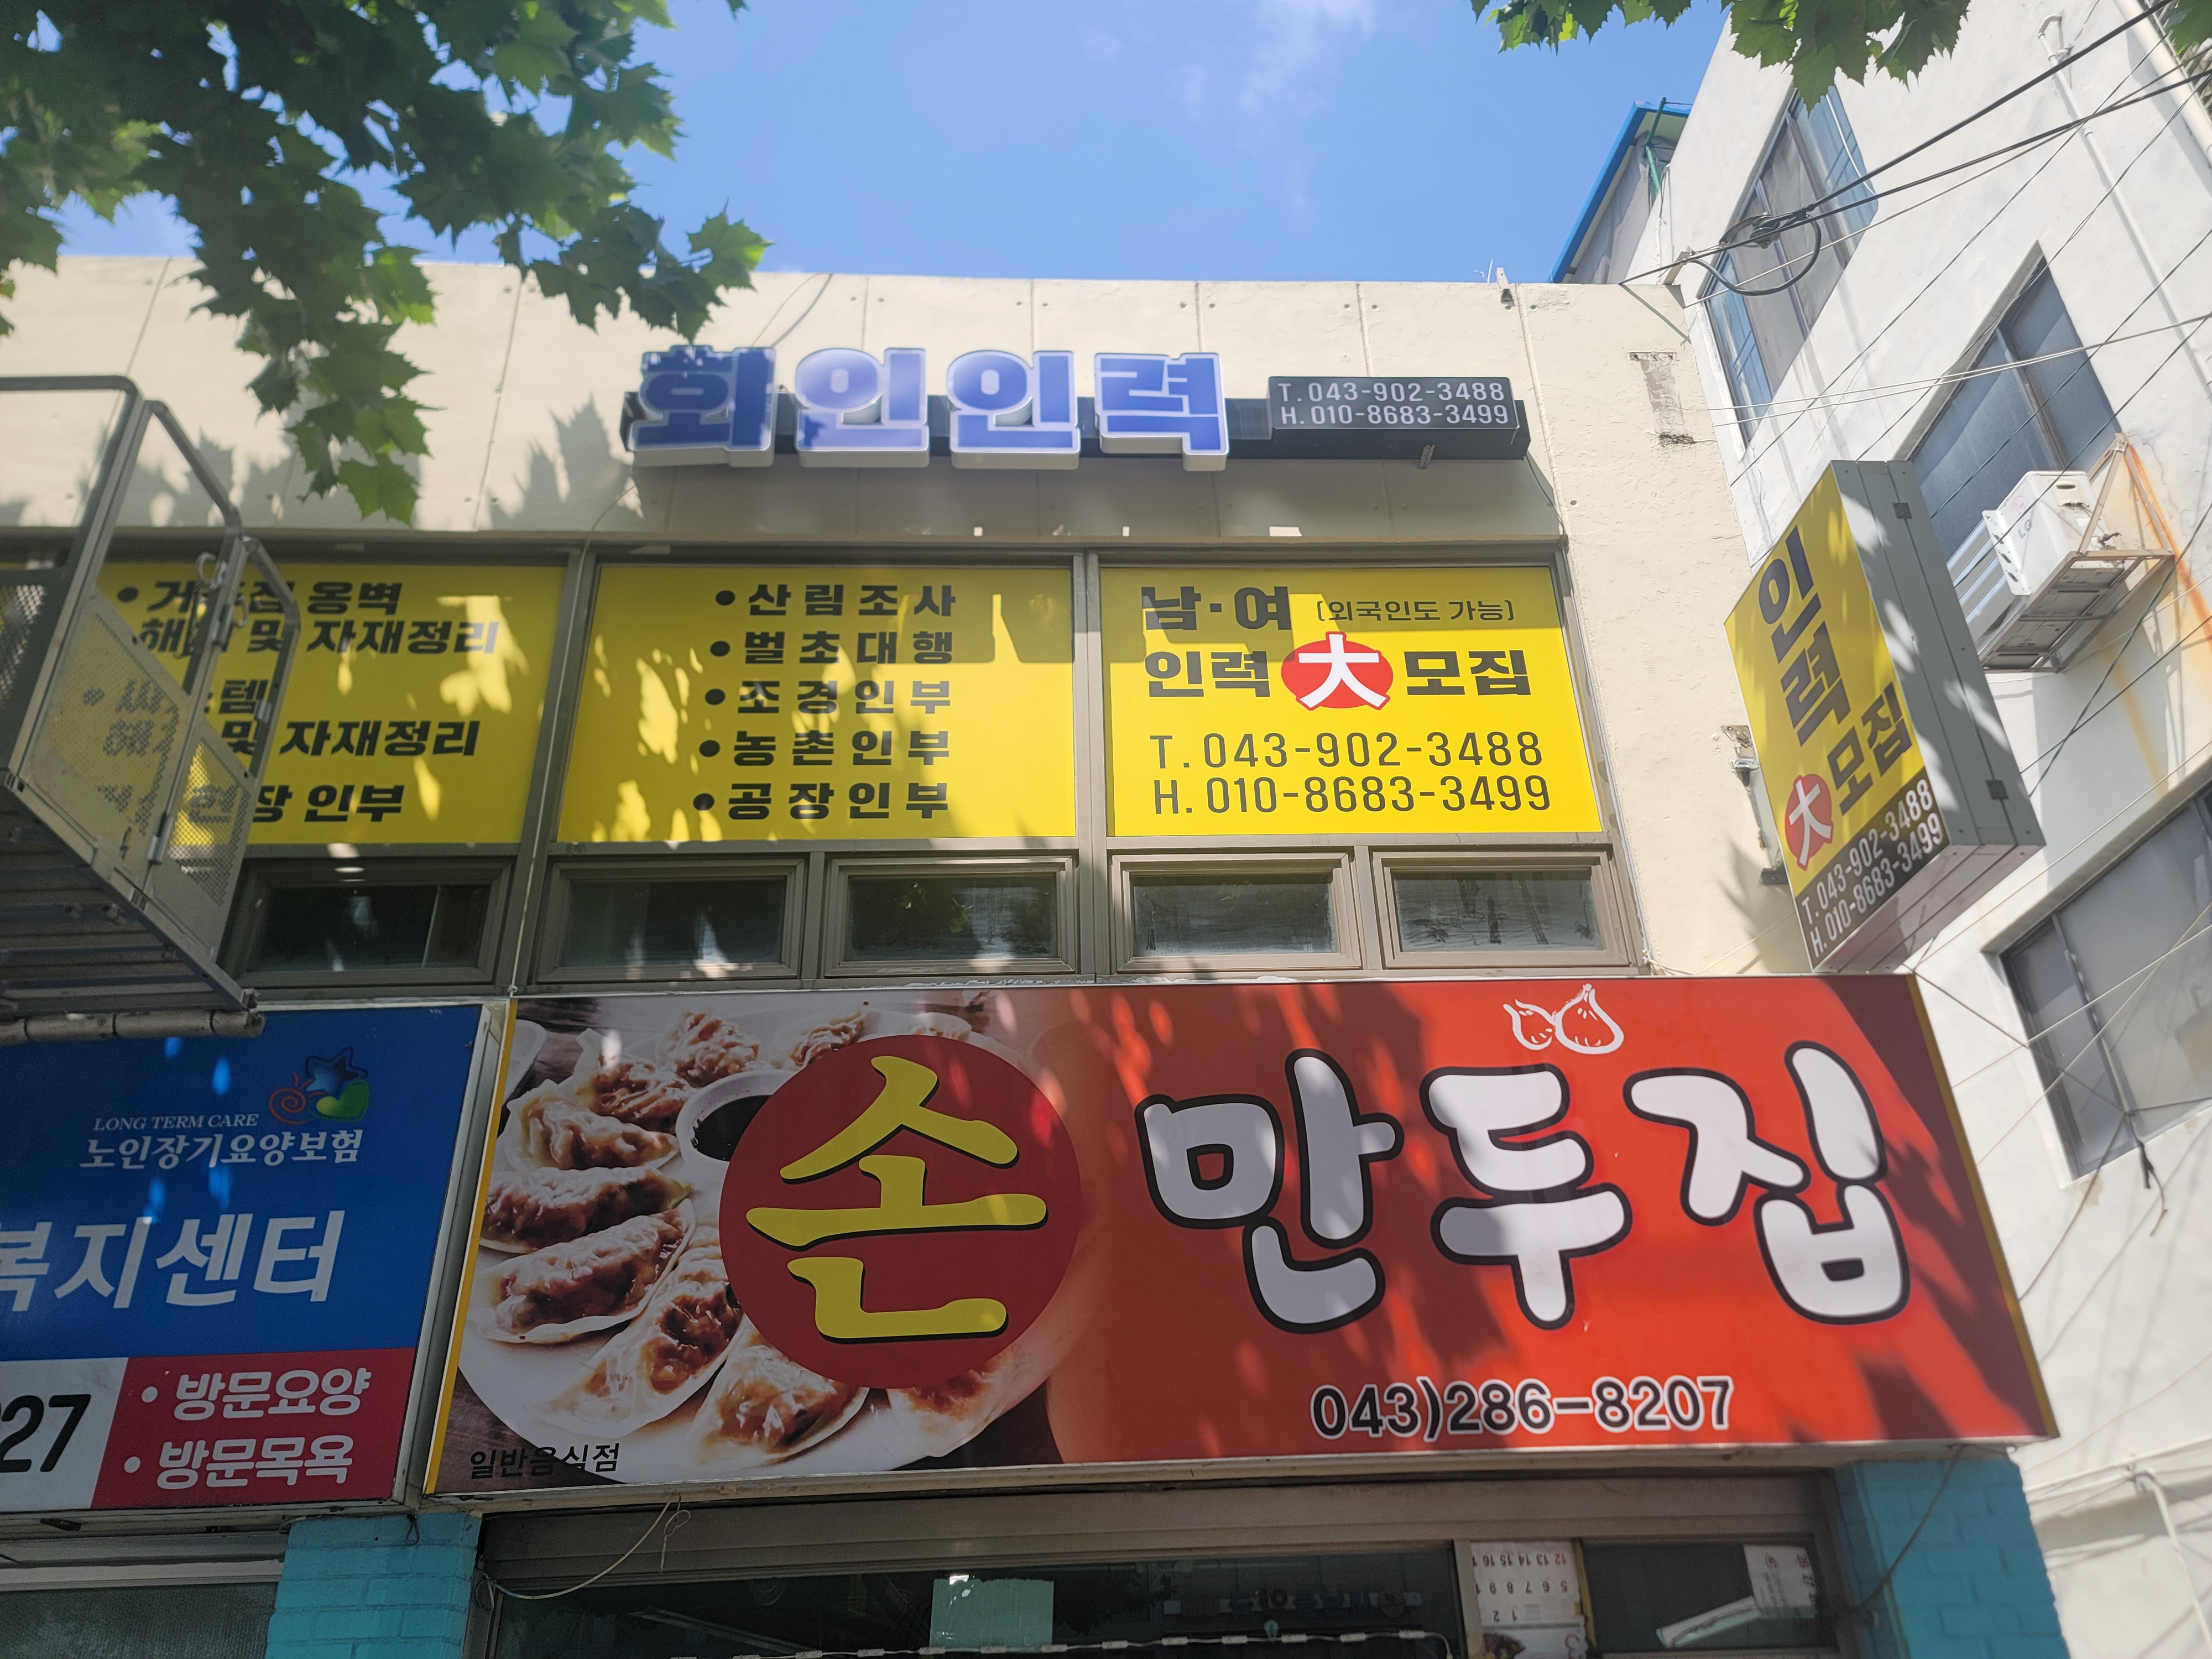 화인인력
T. 043-902-3488
H. 010-8683-3499
옹벽
및 자재정리
및 자재정리
인부
• 산림조사
• 벌초대행
• 조경인부
• 농촌인부
• 공장인부
남·여 (외국인도 가능)
인력 大 모집
T. 043-902-3488
H. 010-8683-3499
인력
大 모집
T. 043-902-3488
H. 010-8683-3499
LONG TERM CARE
노인장기요양보험
복지센터
27
• 방문요양
• 방문목욕
손만두집
043)286-8207
일반음식점
LG